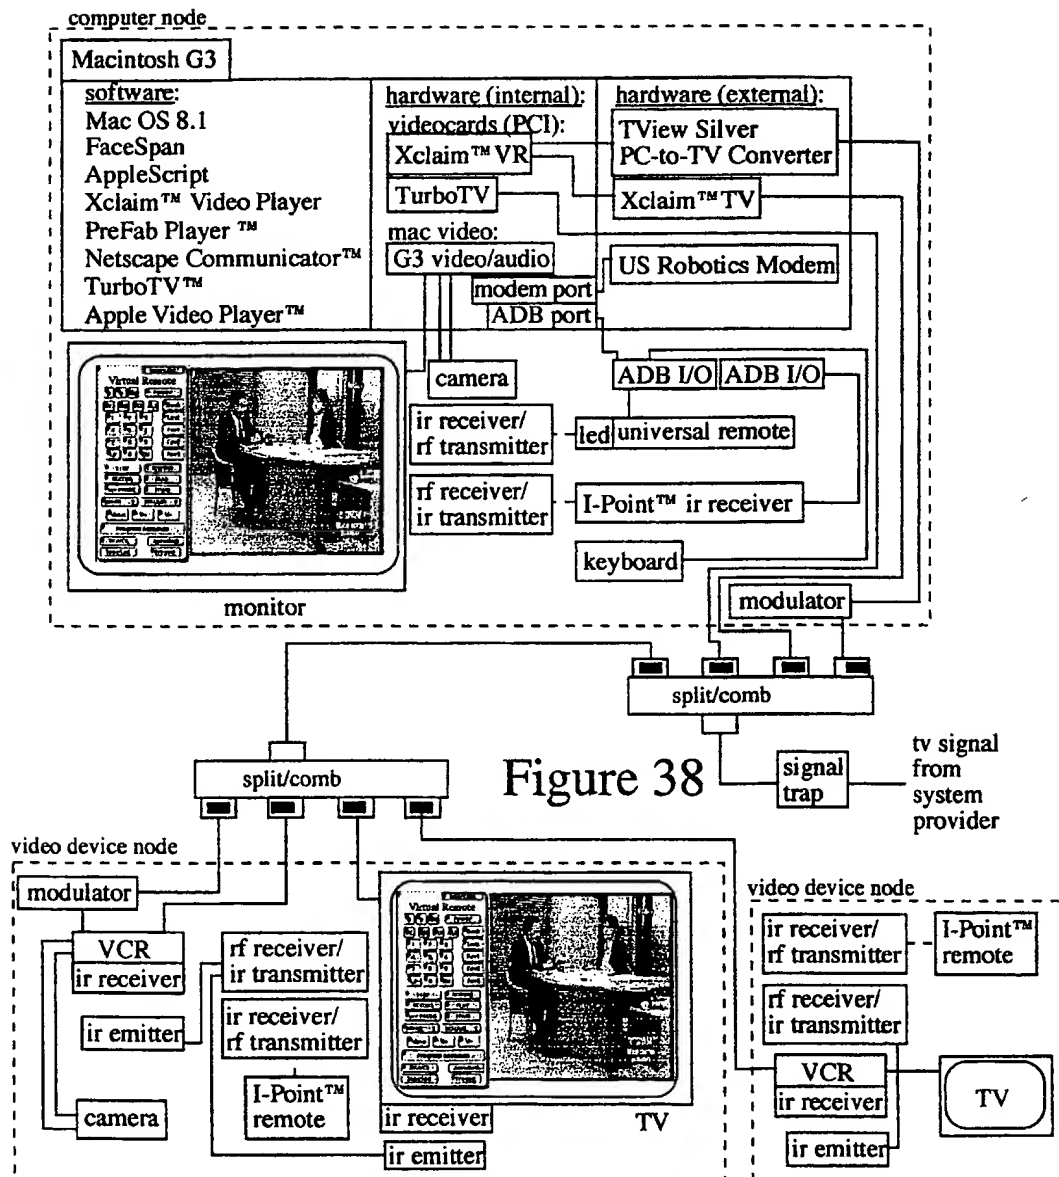 computer node
Macintosh G3
software:
Mac OS 8.1
FaceSpan
AppleScript
Xclaim™ Video Player
PreFab Player ™
Netscape Communicator™
TurboTV™
Apple Video Player™
hardware (internal):
videocards (PCI):
Xclaim™ VR
TurboTV
mac video:
G3 video/audio
modem port
ADB port
hardware (external):
TView Silver
PC-to-TV Converter
Xclaim™ TV
US Robotics Modem
ADB I/O
ADB I/O
camera
ir receiver/
rf transmitter
led
universal remote
rf receiver/
ir transmitter
I-Point™ ir receiver
keyboard
modulator
Virtual Remote
monitor
split/comb
split/comb
Figure 38
signal
trap
tv signal
from
system
provider
video device node
modulator
VCR
ir receiver
ir emitter
camera
rf receiver/
ir transmitter
ir receiver/
rf transmitter
I-Point™
remote
Virtual Remote
ir receiver
TV
ir emitter
video device node
ir receiver/
rf transmitter
I-Point™
remote
rf receiver/
ir transmitter
VCR
ir receiver
TV
ir emitter